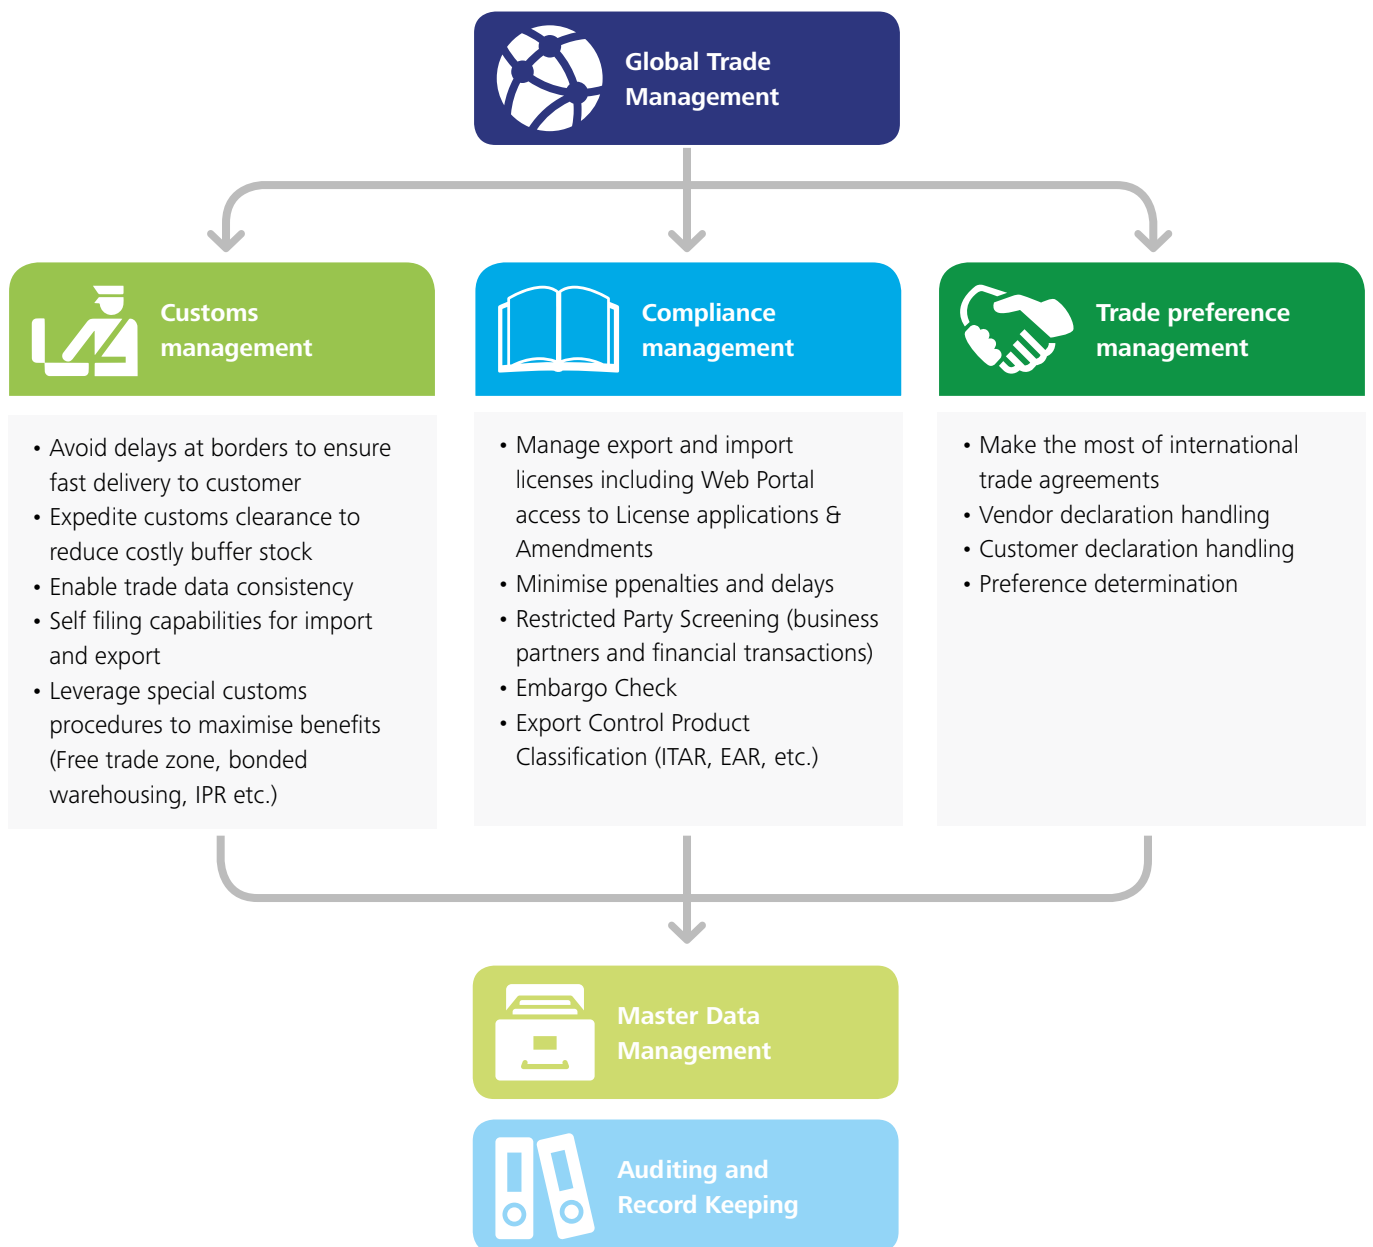 Global Trade
Management
Customs
management
Compliance
management
Trade preference
management
• Avoid delays at borders to ensure
fast delivery to customer
• Expedite customs clearance to
reduce costly buffer stock
• Enable trade data consistency
• Self filing capabilities for import
and export
• Leverage special customs
procedures to maximise benefits
(Free trade zone, bonded
warehousing, IPR etc.)
• Manage export and import
licenses including Web Portal
access to License applications &
Amendments
• Minimise ppenalties and delays
• Restricted Party Screening (business
partners and financial transactions)
• Embargo Check
• Export Control Product
Classification (ITAR, EAR, etc.)
• Make the most of international
trade agreements
• Vendor declaration handling
• Customer declaration handling
• Preference determination
Master Data
Management
Auditing and
Record Keeping